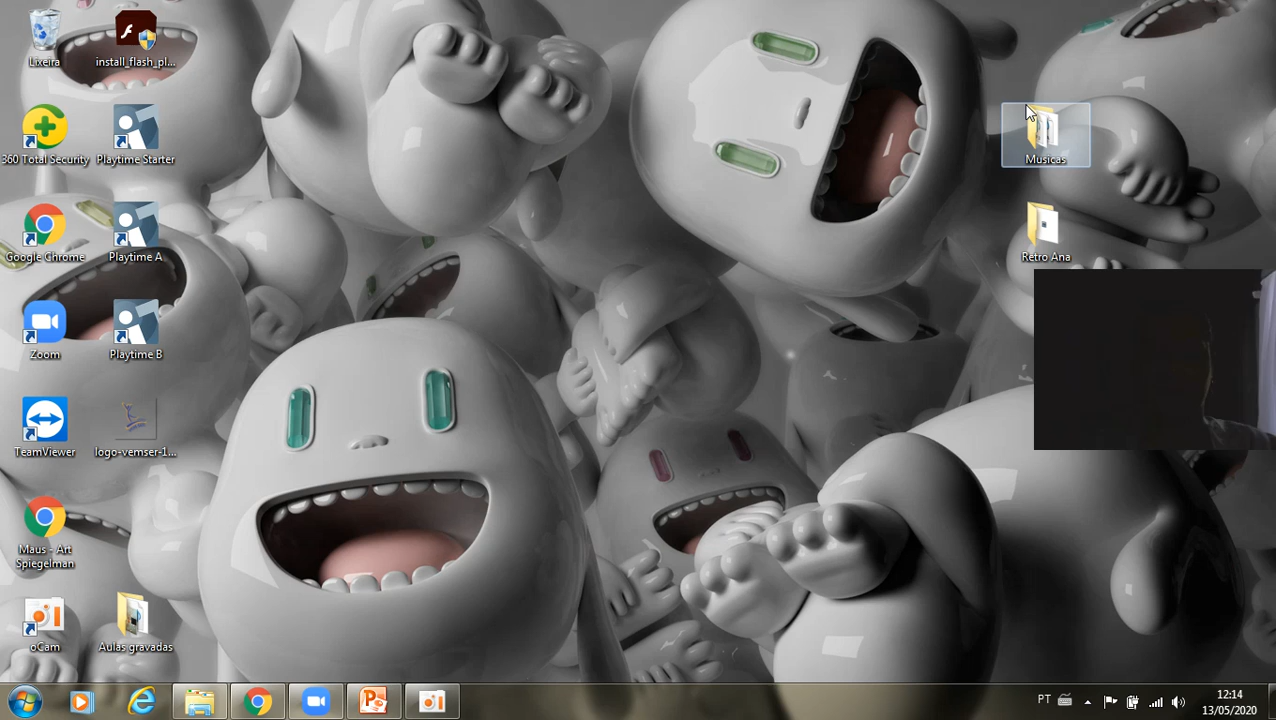 Lixeira
install_flash_pl...
360 Total Security
Playtime Starter
Musicas
Google Chrome
Playtime A
Retro Ana
Zoom
Playtime B
TeamViewer
logo-vemser-1...
Maus - Art
Spiegelman
oCam
Aulas gravadas
PT
12:14
13/05/2020